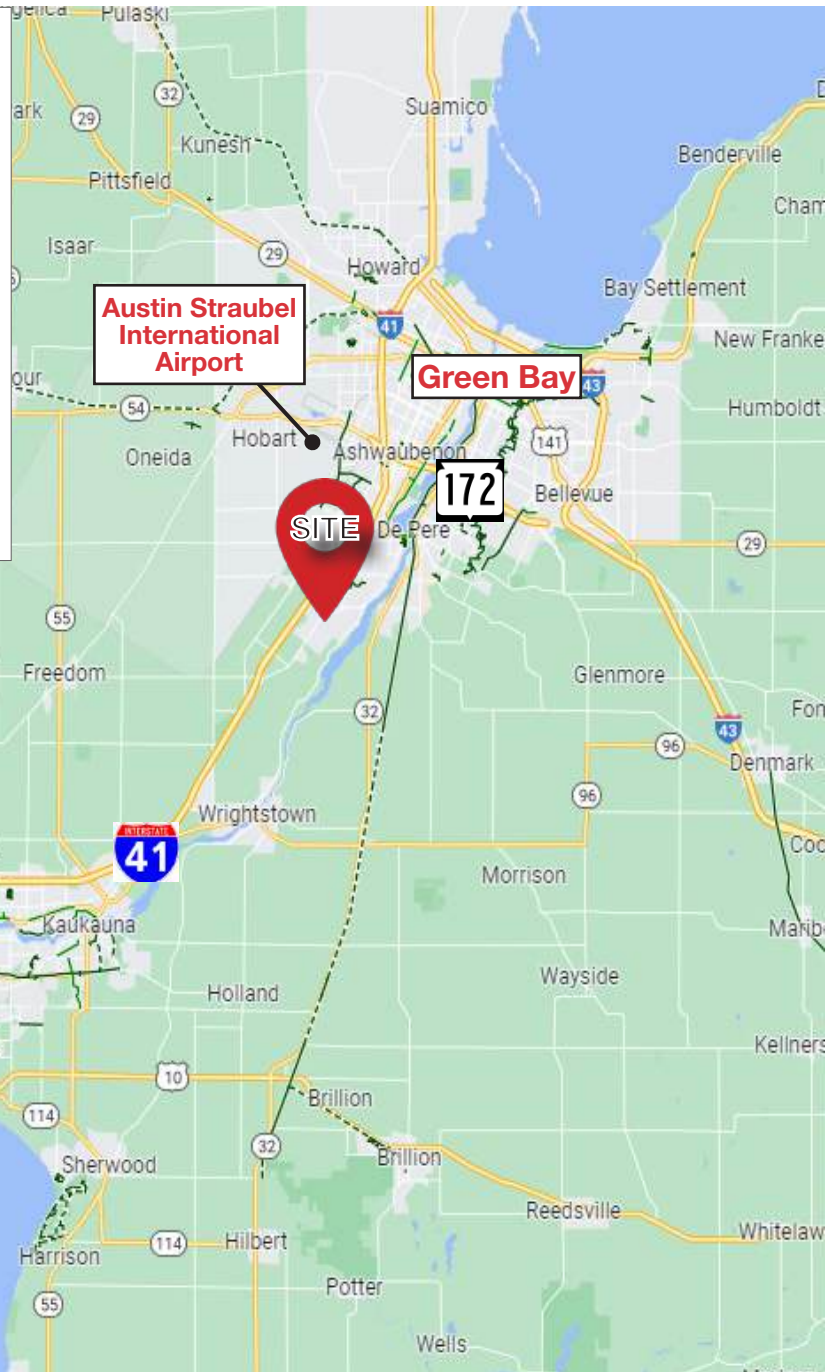 Pulaski
32
Suamico
29
Kunesh
Benderville
Pittsfield
Isaar
29
Howard
Bay Settlement
Austin Straubel
International
Airport
41
New Franke
Green Bay
43
54
Humboldt
Hobart
Ashwaubenon
141
Oneida
172
Bellevue
SITE
De Pere
29
55
Freedom
Glenmore
32
43
96
Denmark
96
Wrightstown
INTERSTATE
41
Morrison
Kaukauna
Wayside
Holland
Kellners
10
Brillion
114
32
Sherwood
Brillion
Reedsville
Whitelaw
114
Hilbert
Harrison
Potter
55
Wells